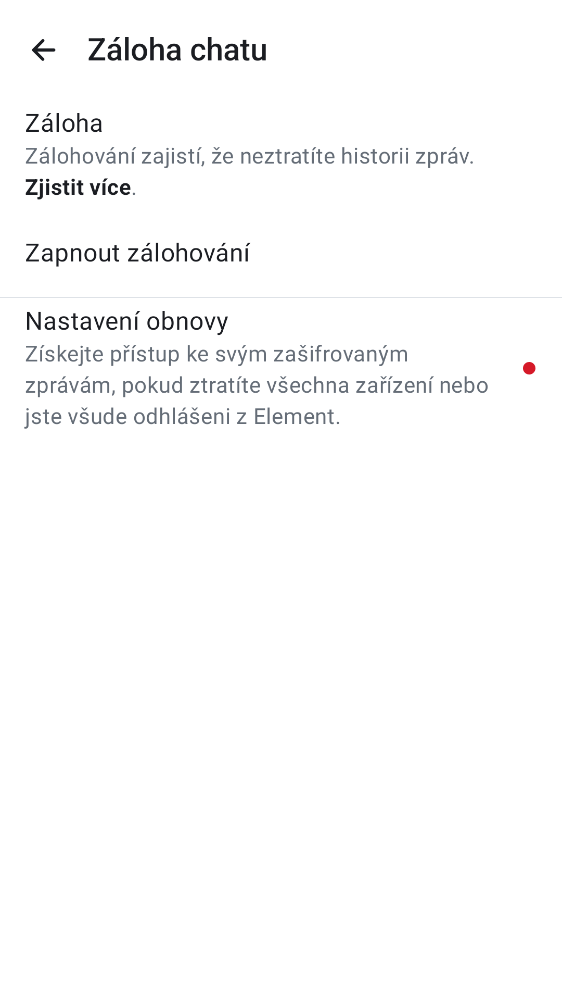 Záloha chatu
Záloha
Zálohování zajistí, že neztratíte historii zpráv.
Zjistit více.
Zapnout zálohování
Nastavení obnovy
Získejte přístup ke svým zašifrovaným
zprávám, pokud ztratíte všechna zařízení nebo
jste všude odhlášeni z Element.